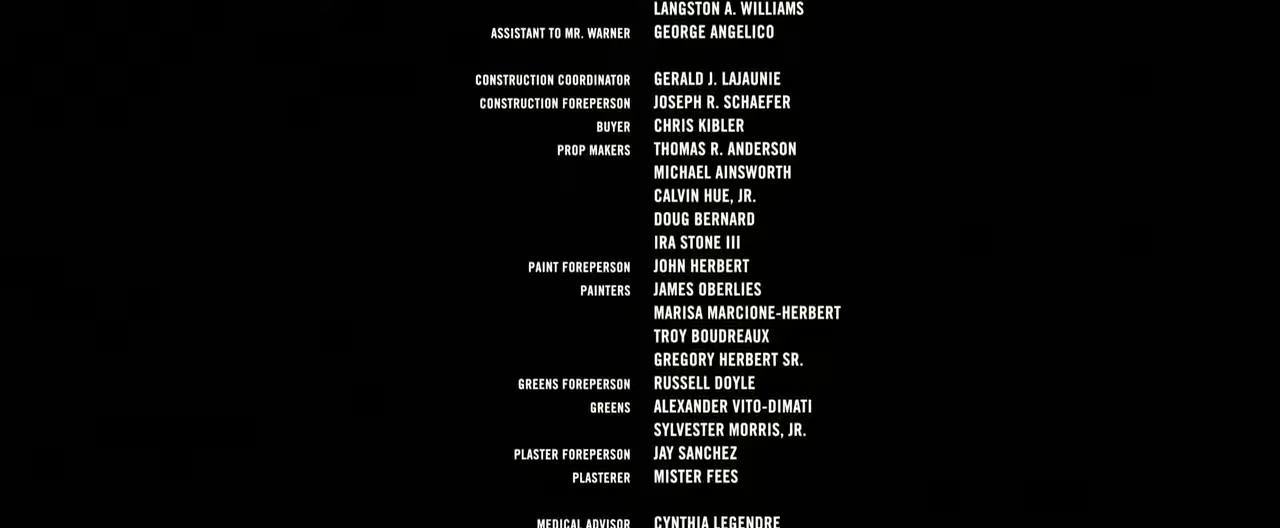 LANGSTON A. WILLIAMS
ASSISTANT TO MR. WARNER GEORGE ANGELICO
CONSTRUCTION COORDINATOR GERALD J. LAJAUNIE
CONSTRUCTION FOREPERSON JOSEPH R. SCHAEFER
BUYER CHRIS KIBLER
PROP MAKERS THOMAS R. ANDERSON
MICHAEL AINSWORTH
CALVIN HUE, JR.
DOUG BERNARD
IRA STONE III
PAINT FOREPERSON JOHN HERBERT
PAINTERS JAMES OBERLIES
MARISA MARCIONE-HERBERT
TROY BOUDREAUX
GREGORY HERBERT SR.
GREENS FOREPERSON RUSSELL DOYLE
GREENS ALEXANDER VITO-DIMATI
SYLVESTER MORRIS, JR.
PLASTER FOREPERSON JAY SANCHEZ
PLASTERER MISTER FEES
MEDICAL ADVISOR CYNTHIA LEGENDRE